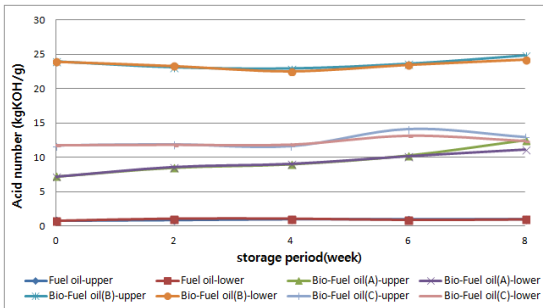 Acid number (kgKOH/g)
30
25
20
15
10
5
0
0 2 4 6 8
storage period(week)
Fuel oil-upper Fuel oil-lower Bio-Fuel oil(A)-upper Bio-Fuel oil(A)-lower
Bio-Fuel oil(B)-upper Bio-Fuel oil(B)-lower Bio-Fuel oil(C)-upper Bio-Fuel oil(C)-lower